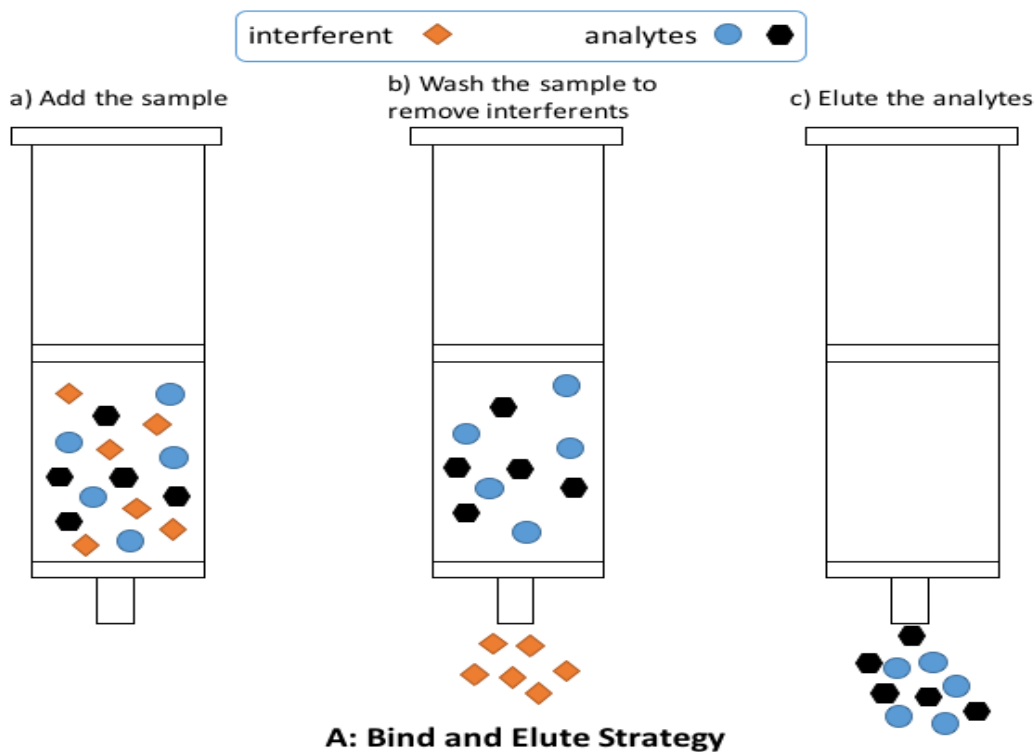 interferent analytes
a) Add the sample
b) Wash the sample to
remove interferents
c) Elute the analytes
A: Bind and Elute Strategy